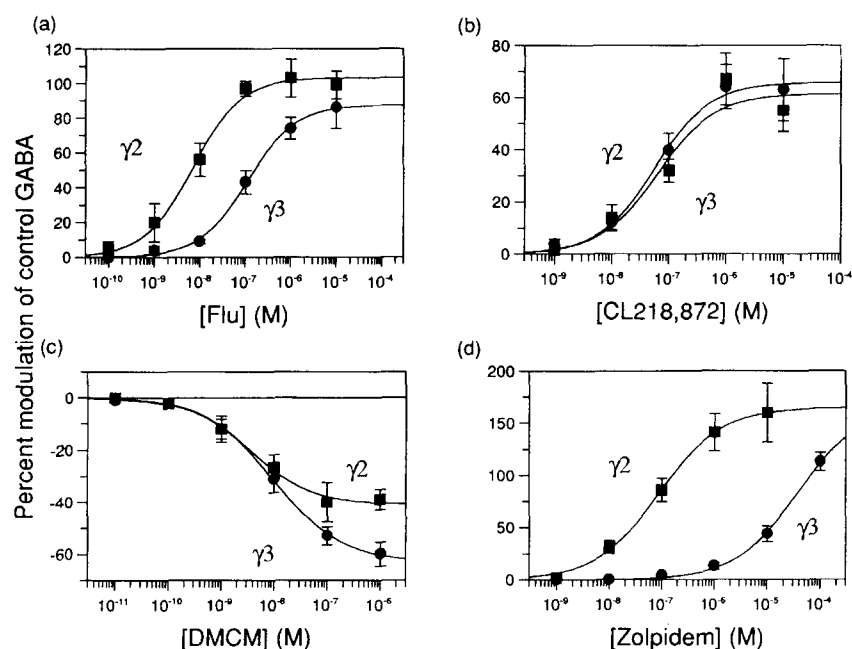 (a)
120
100
80
60
40
20
0
γ2
γ3
10⁻¹⁰ 10⁻⁹ 10⁻⁸ 10⁻⁷ 10⁻⁶ 10⁻⁵ 10⁻⁴
[Flu] (M)
(b)
100
80
60
40
20
0
γ2
γ3
10⁻⁹ 10⁻⁸ 10⁻⁷ 10⁻⁶ 10⁻⁵ 10⁻⁴
[CL218,872] (M)
Percent modulation of control GABA
(c)
0
-20
-40
-60
γ2
γ3
10⁻¹¹ 10⁻¹⁰ 10⁻⁹ 10⁻⁸ 10⁻⁷ 10⁻⁶
[DMCM] (M)
(d)
200
150
100
50
0
γ2
γ3
10⁻⁹ 10⁻⁸ 10⁻⁷ 10⁻⁶ 10⁻⁵ 10⁻⁴
[Zolpidem] (M)